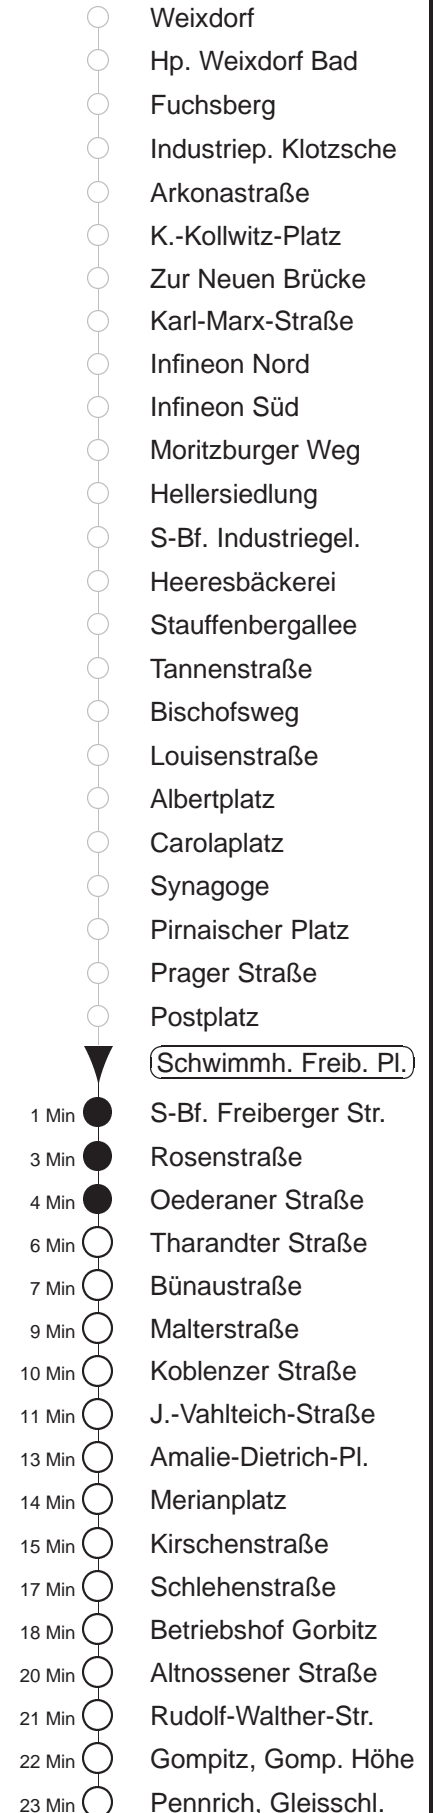 Weixdorf
Hp. Weixdorf Bad
Fuchsberg
Industriep. Klotzsche
Arkonastraße
K.-Kollwitz-Platz
Zur Neuen Brücke
Karl-Marx-Straße
Infineon Nord
Infineon Süd
Moritzburger Weg
Hellersiedlung
S-Bf. Industriegel.
Heeresbäckerei
Stauffenbergallee
Tannenstraße
Bischofsweg
Louisenstraße
Albertplatz
Carolaplatz
Synagoge
Pirnaischer Platz
Prager Straße
Postplatz
Schwimmh. Freib. Pl.
1 Min S-Bf. Freiberger Str.
3 Min Rosenstraße
4 Min Oederaner Straße
6 Min Tharandter Straße
7 Min Bünaustraße
9 Min Malterstraße
10 Min Koblenzer Straße
11 Min J.-Vahlteich-Straße
13 Min Amalie-Dietrich-Pl.
14 Min Merianplatz
15 Min Kirschenstraße
17 Min Schlehenstraße
18 Min Betriebshof Gorbitz
20 Min Altnossener Straße
21 Min Rudolf-Walther-Str.
22 Min Gompitz, Gomp. Höhe
23 Min Pennrich, Gleisschl.